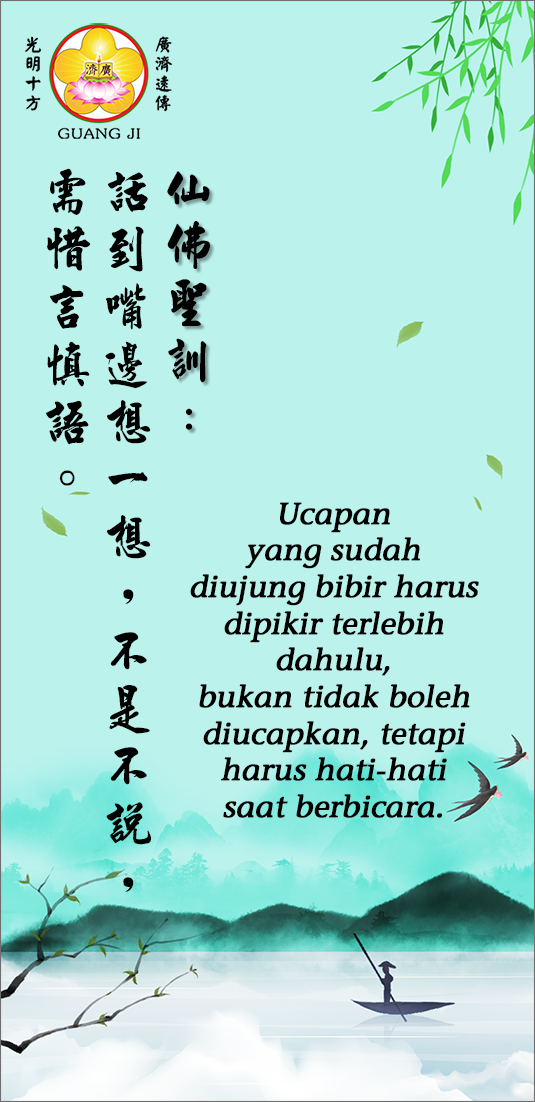 廣濟遠傳
光明十方
廣濟
GUANG JI
仙佛聖訓：
話到嘴邊想一想，不是不説，
需惜言慎語。
Ucapan
yang sudah
diujung bibir harus
dipikir terlebih
dahulu,
bukan tidak boleh
diucapkan, tetapi
harus hati-hati
saat berbicara.